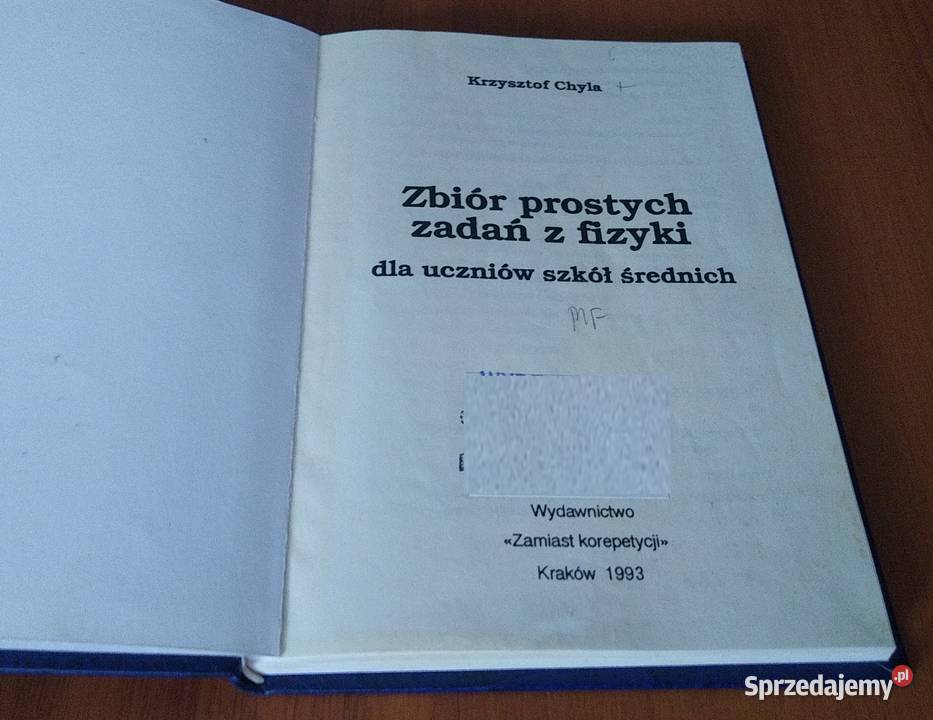 Krzysztof Chyla
Zbiór prostych
zadań z fizyki
dla uczniów szkół średnich
MF
Wydawnictwo
«Zamiast korepetycji»
Kraków 1993
Sprzedajemy.pl